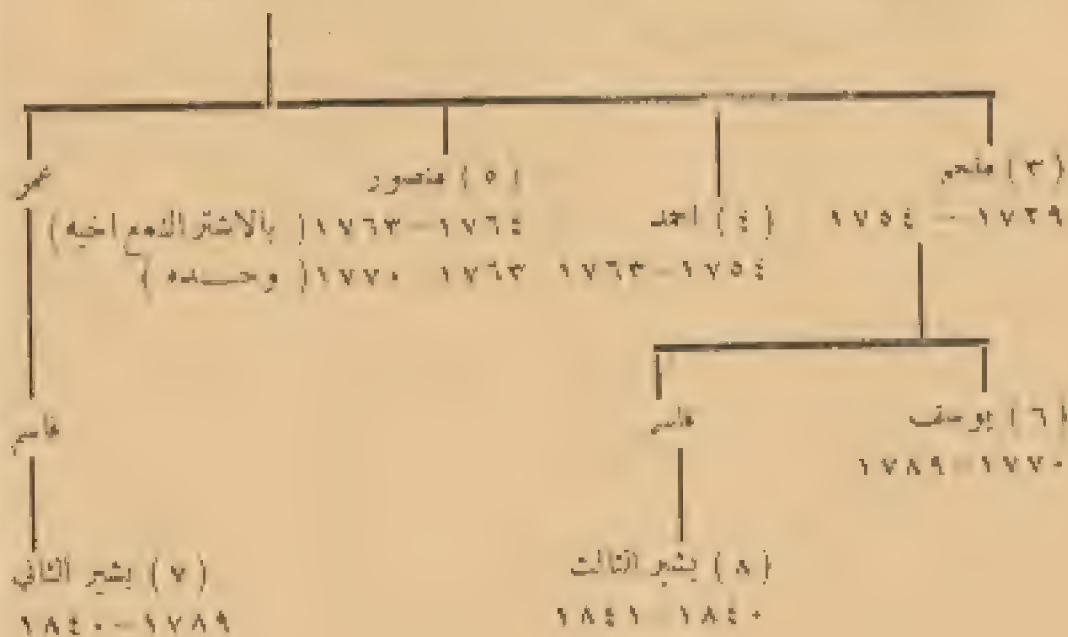 ( ٣ ) ملحم
١٧٢٩ – ١٧٥٤
( ٤ ) احمد
١٧٥٤–١٧٦٣
( ٥ ) منصور
١٧٦٤–١٧٦٣ ( بالاشتراك مع اخيه )
١٧٦٣ ١٧٧٠ ( وحده )
عمر
( ٦ ) يوسف
١٧٧٠–١٧٨٩
قاسم
قاسم
( ٨ ) بشير الثالث
١٨٤٠–١٨٤١
( ٧ ) بشير الثاني
١٧٨٩–١٨٤٠